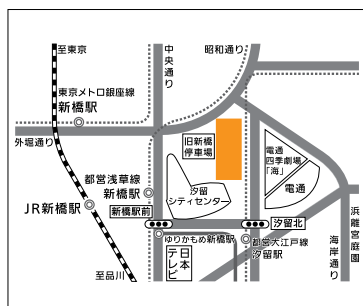 至東京
中央通り
昭和通り
東京メトロ銀座線
新橋駅
外堀通り
旧新橋
停車場
電通
四季劇場
「海」
電通
都営浅草線
新橋駅
汐留
シティセンター
JR新橋駅
新橋駅前
汐留北
ゆりかもめ新橋駅
都営大江戸線
汐留駅
日本
テレビ
至品川
海岸通り
浜離宮庭園